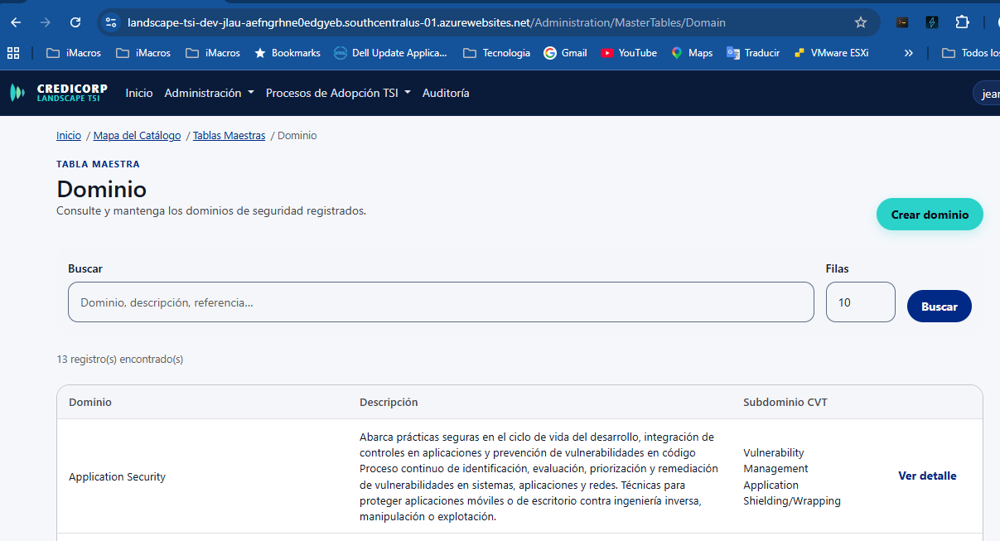 landscape-tsi-dev-jlau-aefngrhne0edgyeb.southcentralus-01.azurewebsites.net/Administration/MasterTables/Domain
iMacros iMacros iMacros Bookmarks Dell Update Applica... Tecnologia Gmail YouTube Maps Traducir VMware ESXi » Todos los
CREDICORP
LANDSCAPE TSI
Inicio Administración Procesos de Adopción TSI Auditoría
jear
Inicio / Mapa del Catálogo / Tablas Maestras / Dominio
TABLA MAESTRA
Dominio
Consulte y mantenga los dominios de seguridad registrados.
Crear dominio
Buscar Filas
Dominio, descripción, referencia... 10 Buscar
13 registro(s) encontrado(s)
Dominio Descripción Subdominio CVT
Application Security
Abarca prácticas seguras en el ciclo de vida del desarrollo, integración de
controles en aplicaciones y prevención de vulnerabilidades en código
Proceso continuo de identificación, evaluación, priorización y remediación
de vulnerabilidades en sistemas, aplicaciones y redes. Técnicas para
proteger aplicaciones móviles o de escritorio contra ingeniería inversa,
manipulación o explotación.
Vulnerability
Management
Application
Shielding/Wrapping
Ver detalle